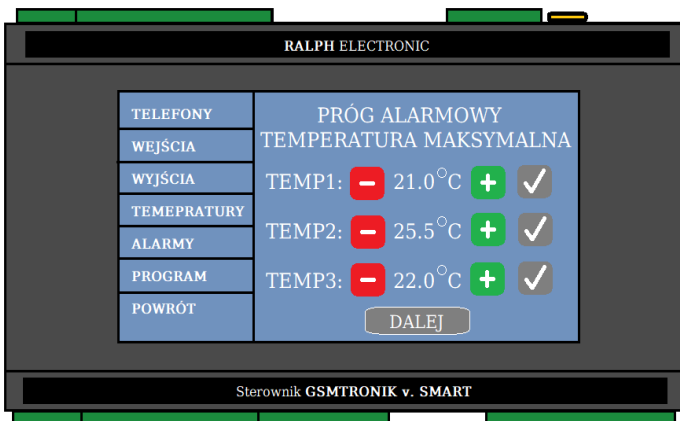 RALPH ELECTRONIC
TELEFONY
WEJŚCIA
WYJŚCIA
TEMEPRATURY
ALARMY
PROGRAM
POWRÓT
PRÓG ALARMOWY
TEMPERATURA MAKSYMALNA
TEMP1: - 21.0°C +
TEMP2: - 25.5°C +
TEMP3: - 22.0°C +
DALEJ
Sterownik GSMTRONIK v. SMART